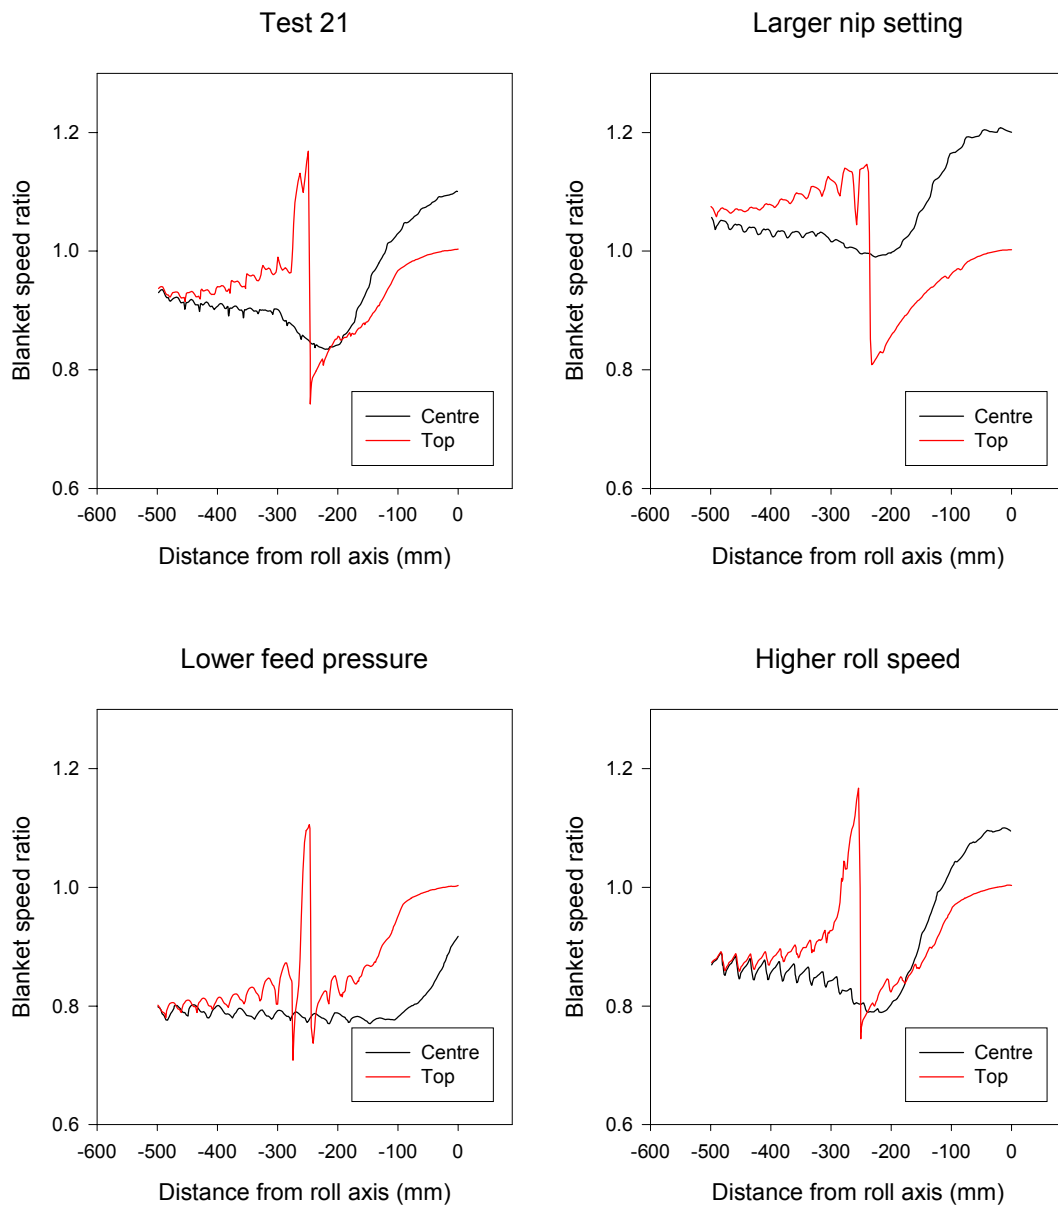 Test 21
Blanket speed ratio
1.2
1.0
0.8
0.6
-600 -500 -400 -300 -200 -100 0
Distance from roll axis (mm)
Centre
Top
Larger nip setting
Blanket speed ratio
1.2
1.0
0.8
0.6
-600 -500 -400 -300 -200 -100 0
Distance from roll axis (mm)
Centre
Top
Lower feed pressure
Blanket speed ratio
1.2
1.0
0.8
0.6
-600 -500 -400 -300 -200 -100 0
Distance from roll axis (mm)
Centre
Top
Higher roll speed
Blanket speed ratio
1.2
1.0
0.8
0.6
-600 -500 -400 -300 -200 -100 0
Distance from roll axis (mm)
Centre
Top